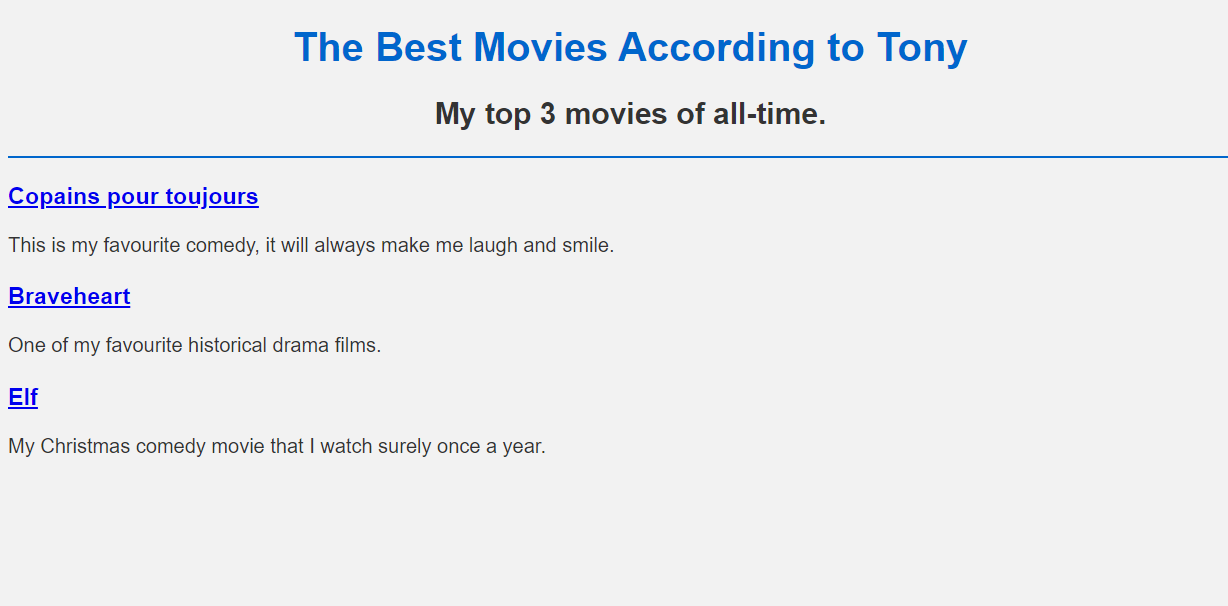 The Best Movies According to Tony
My top 3 movies of all-time.
Copains pour toujours
This is my favourite comedy, it will always make me laugh and smile.
Braveheart
One of my favourite historical drama films.
Elf
My Christmas comedy movie that I watch surely once a year.